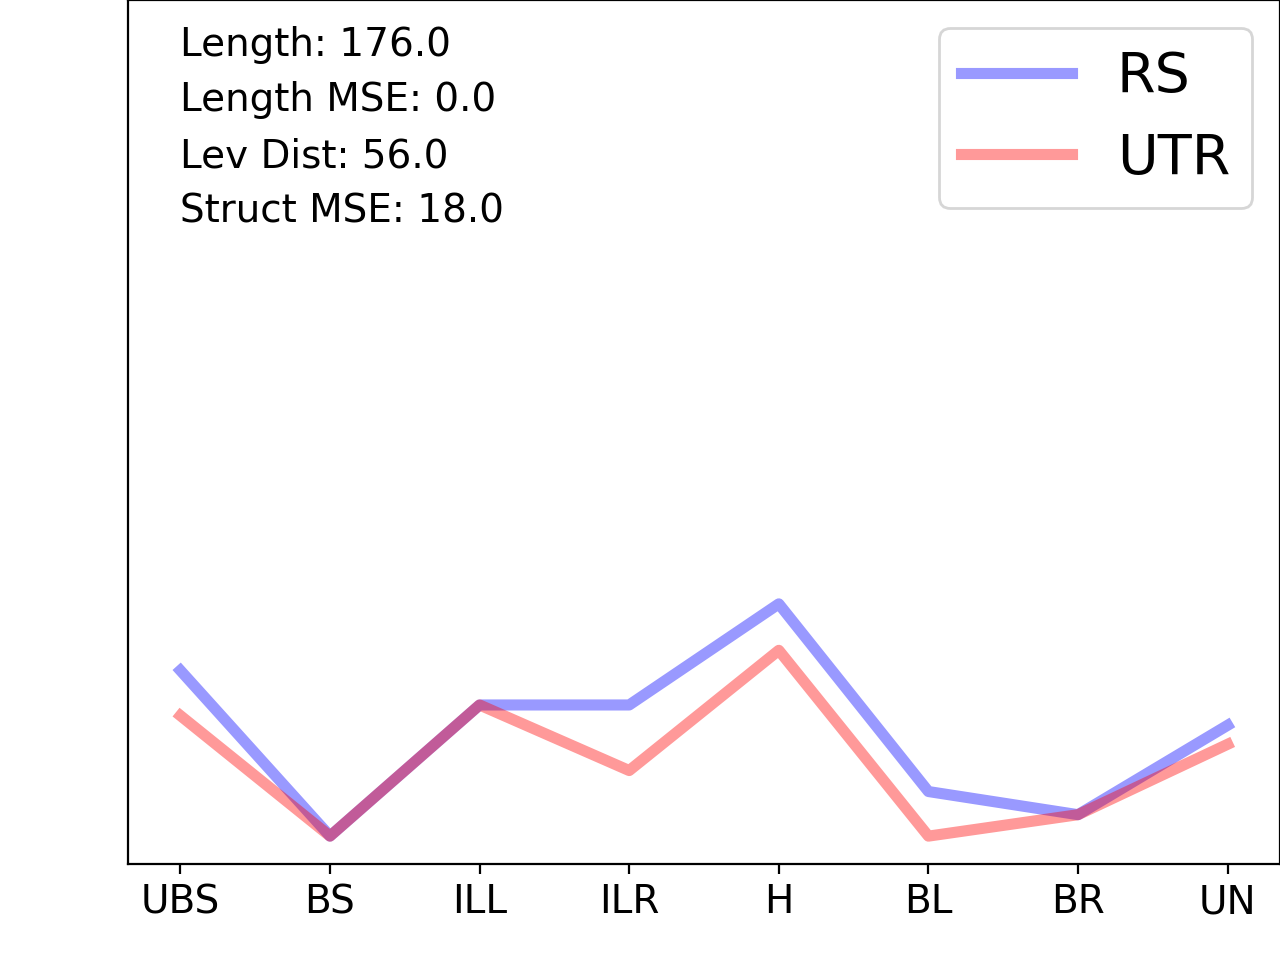 Length: 176.0
Length MSE: 0.0
Lev Dist: 56.0
Struct MSE: 18.0
RS
UTR
UBS BS ILL ILR H BL BR UN